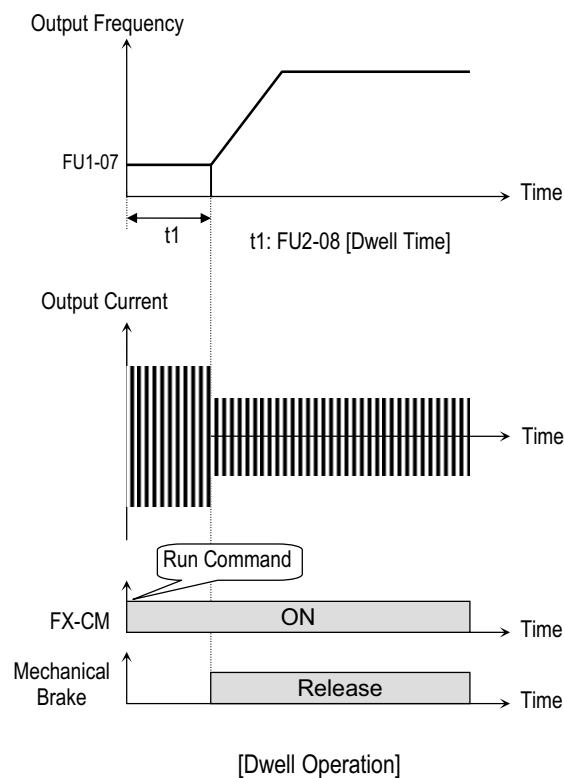 Output Frequency
FU1-07
Time
t1
t1: FU2-08 [Dwell Time]
Output Current
Time
Run Command
FX-CM
ON
Time
Mechanical
Brake
Release
Time
[Dwell Operation]